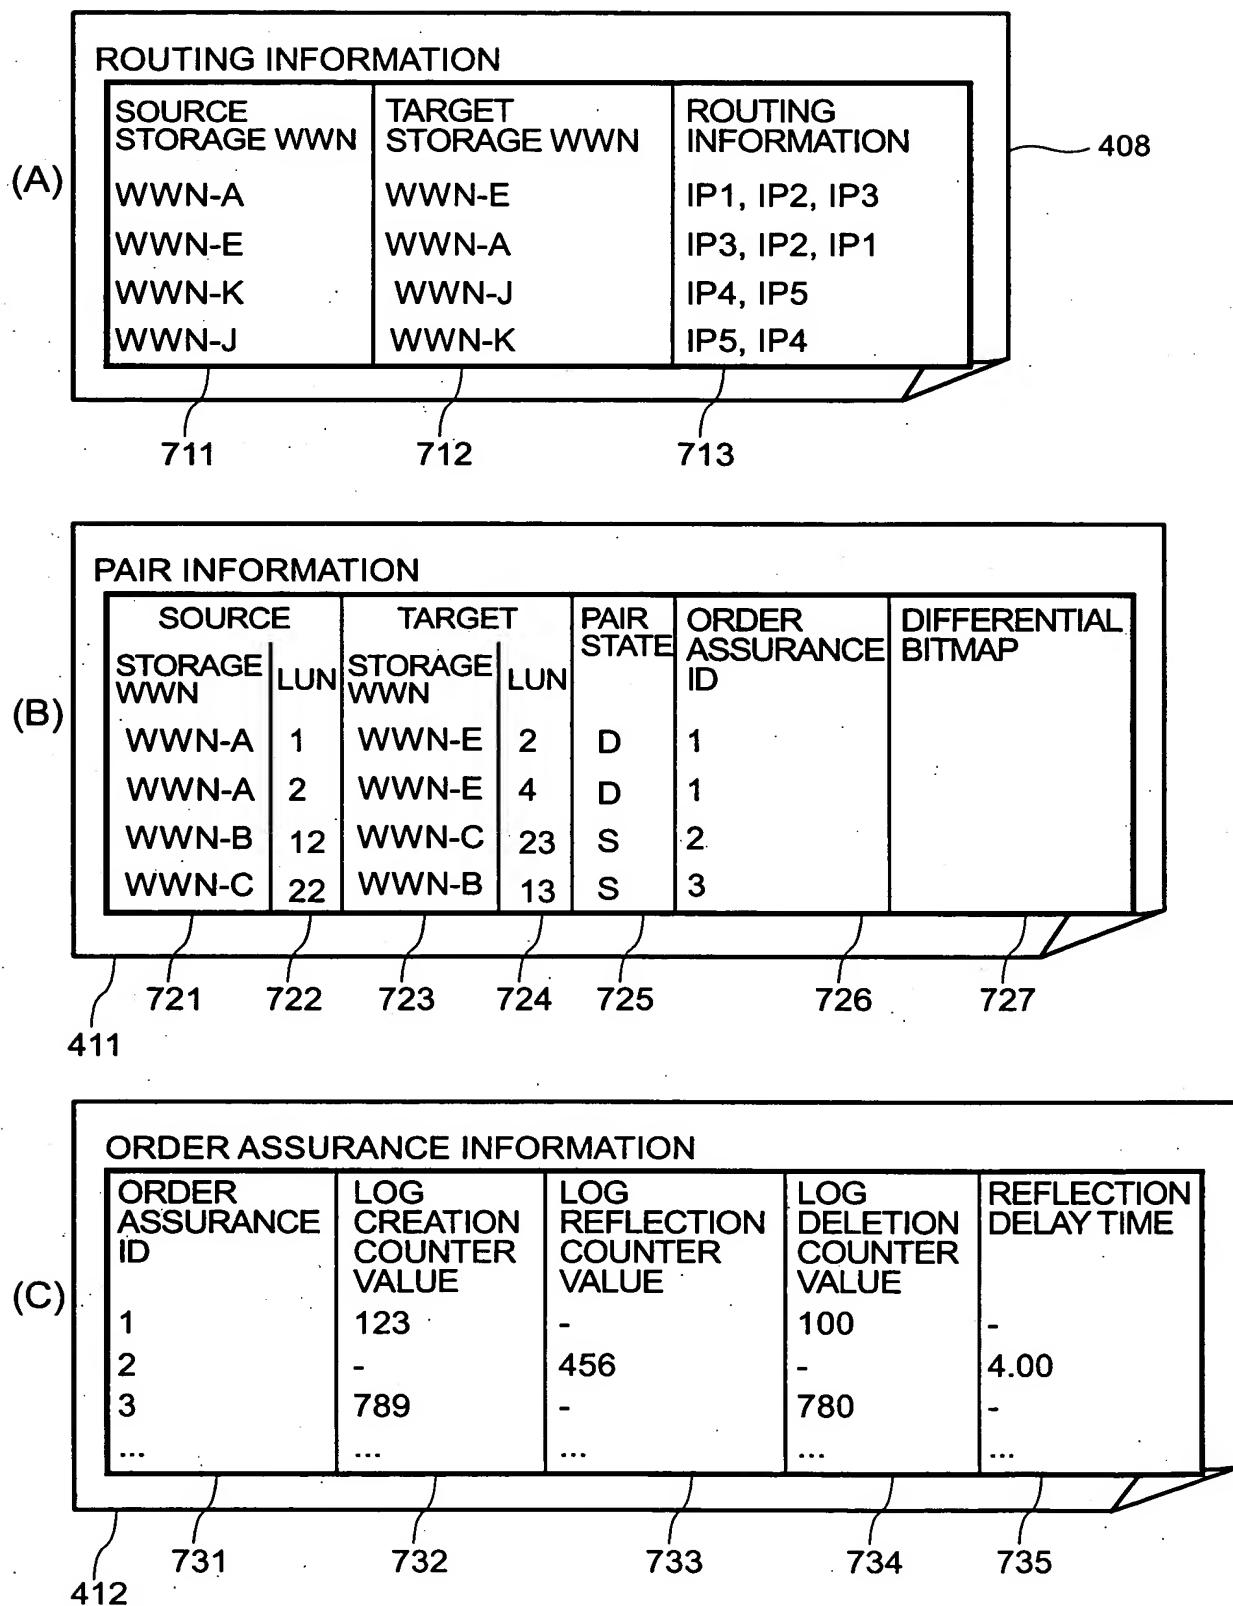 ROUTING INFORMATION
SOURCE STORAGE WWN TARGET STORAGE WWN ROUTING INFORMATION
(A)
408
WWN-A WWN-E IP1, IP2, IP3
WWN-E WWN-A IP3, IP2, IP1
WWN-K WWN-J IP4, IP5
WWN-J WWN-K IP5, IP4
711 712 713
PAIR INFORMATION
SOURCE TARGET PAIR STATE ORDER ASSURANCE ID DIFFERENTIAL BITMAP
STORAGE WWN LUN STORAGE WWN LUN
(B)
WWN-A 1 WWN-E 2 D 1
WWN-A 2 WWN-E 4 D 1
WWN-B 12 WWN-C 23 S 2
WWN-C 22 WWN-B 13 S 3
721 722 723 724 725 726 727
411
ORDER ASSURANCE INFORMATION
ORDER ASSURANCE ID LOG CREATION COUNTER VALUE LOG REFLECTION COUNTER VALUE LOG DELETION COUNTER VALUE REFLECTION DELAY TIME
(C)
1 123 - 100 -
2 - 456 - 4.00
3 789 - 780 -
... ... ... ... ...
731 732 733 734 735
412